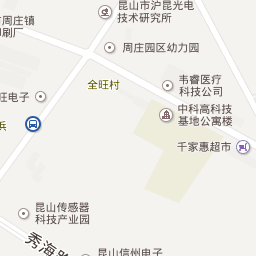 昆山市沪昆光电
技术研究所
周庄镇
印刷厂
周庄园区幼力园
全旺村
韦睿医疗
科技公司
旺电子
中科高科技
基地公寓楼
浜
千家惠超市
昆山传感器
科技产业园
秀海路
昆山信州电子